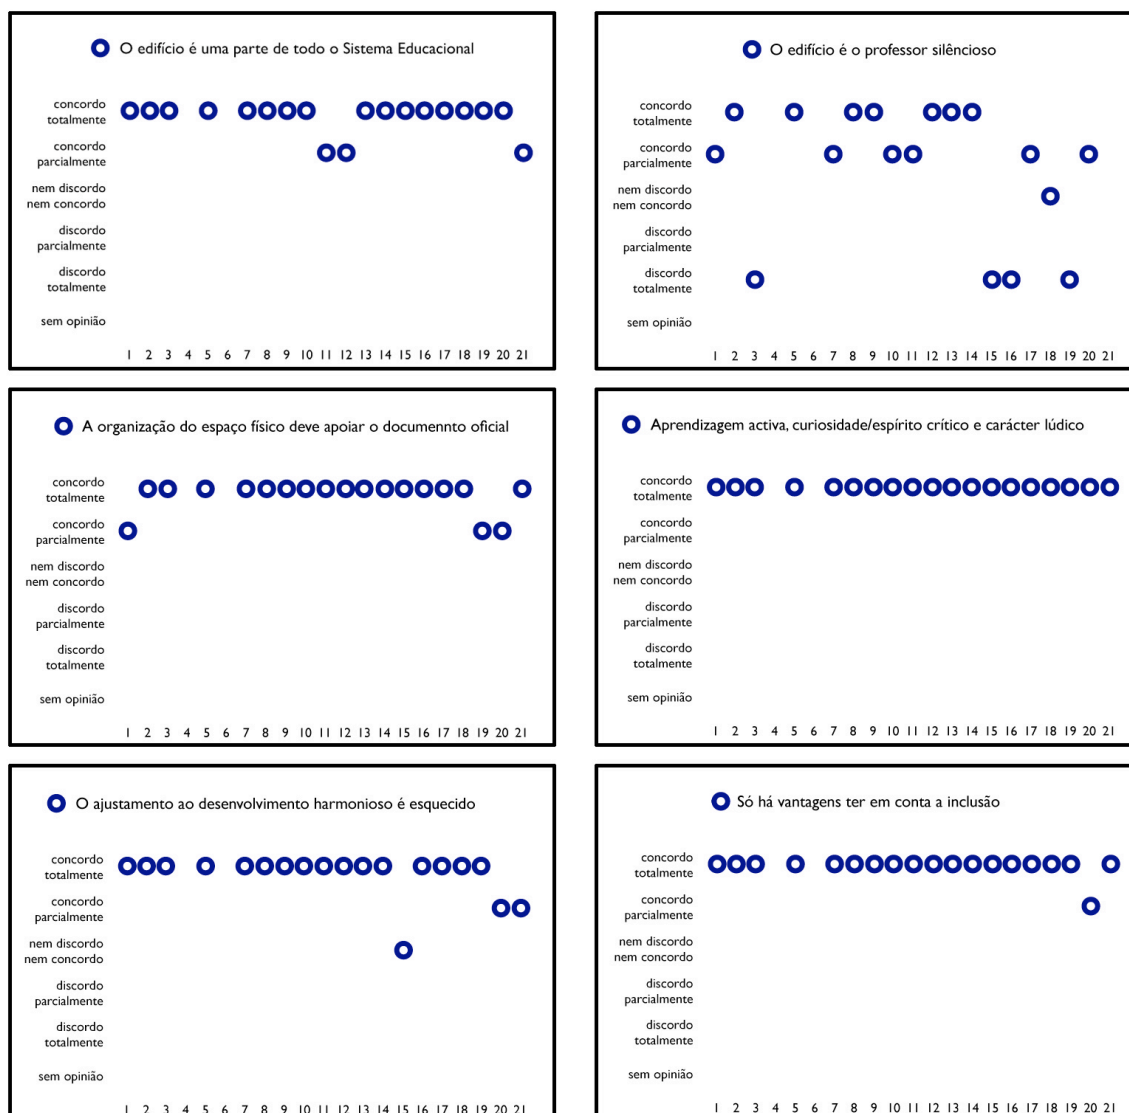 O edifício é uma parte de todo o Sistema Educacional
concordo
totalmente
concordo
parcialmente
nem discordo
nem concordo
discordo
parcialmente
discordo
totalmente
sem opinião
1 2 3 4 5 6 7 8 9 10 11 12 13 14 15 16 17 18 19 20 21
O edifício é o professor silêncioso
concordo
totalmente
concordo
parcialmente
nem discordo
nem concordo
discordo
parcialmente
discordo
totalmente
sem opinião
1 2 3 4 5 6 7 8 9 10 11 12 13 14 15 16 17 18 19 20 21
A organização do espaço físico deve apoiar o documennto oficial
concordo
totalmente
concordo
parcialmente
nem discordo
nem concordo
discordo
parcialmente
discordo
totalmente
sem opinião
1 2 3 4 5 6 7 8 9 10 11 12 13 14 15 16 17 18 19 20 21
Aprendizagem activa, curiosidade/espírito crítico e carácter lúdico
concordo
totalmente
concordo
parcialmente
nem discordo
nem concordo
discordo
parcialmente
discordo
totalmente
sem opinião
1 2 3 4 5 6 7 8 9 10 11 12 13 14 15 16 17 18 19 20 21
O ajustamento ao desenvolvimento harmonioso é esquecido
concordo
totalmente
concordo
parcialmente
nem discordo
nem concordo
discordo
parcialmente
discordo
totalmente
sem opinião
1 2 3 4 5 6 7 8 9 10 11 12 13 14 15 16 17 18 19 20 21
Só há vantagens ter em conta a inclusão
concordo
totalmente
concordo
parcialmente
nem discordo
nem concordo
discordo
parcialmente
discordo
totalmente
sem opinião
1 2 3 4 5 6 7 8 9 10 11 12 13 14 15 16 17 18 19 20 21